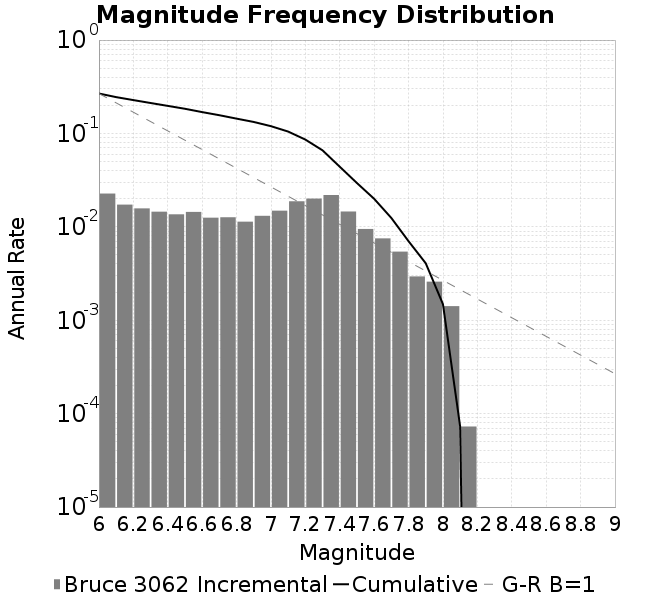 Magnitude Frequency Distribution
10^0
10^-1
10^-2
10^-3
10^-4
10^-5
Annual Rate
6 6.2 6.4 6.6 6.8 7 7.2 7.4 7.6 7.8 8 8.2 8.4 8.6 8.8 9
Magnitude
Bruce 3062 Incremental Cumulative G-R B=1